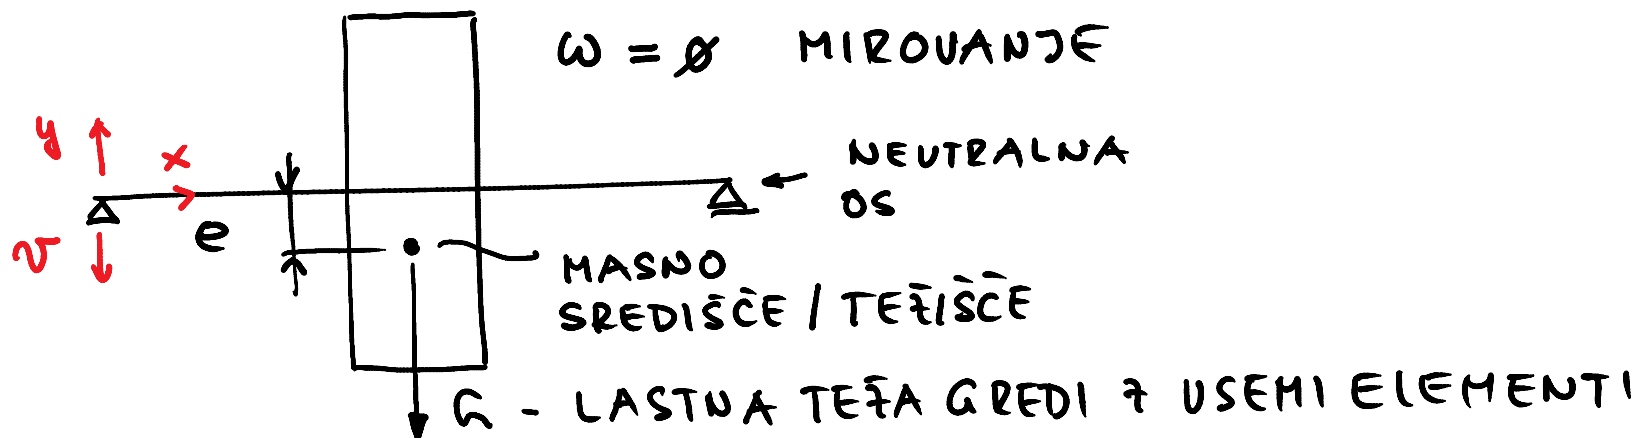 ω = ∅ MIROVANJE
y
x
NEUTRALNA
OS
v
e
MASNO
SREDIŠČE / TEŽIŠČE
G - LASTNA TEŽA GREDI Z VSEMI ELEMENTI